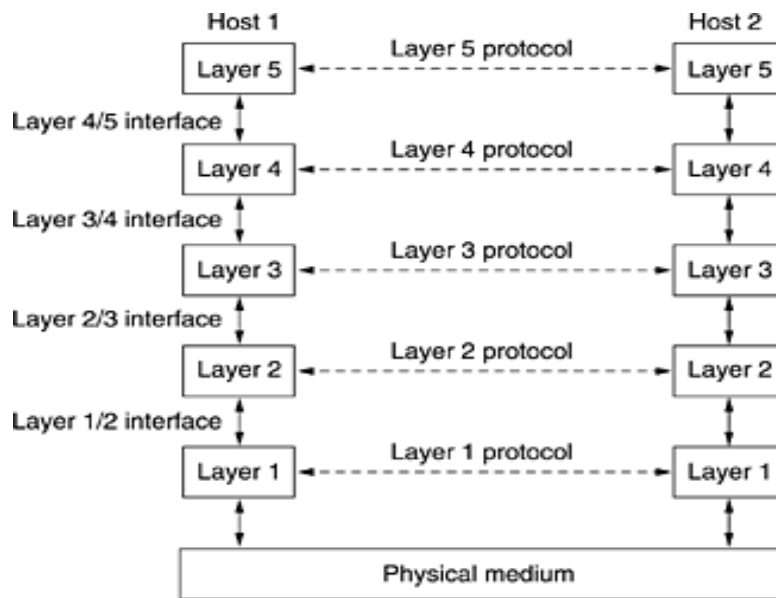 Host 1
Host 2
Layer 5
Layer 5 protocol
Layer 5
Layer 4/5 interface
Layer 4
Layer 4 protocol
Layer 4
Layer 3/4 interface
Layer 3
Layer 3 protocol
Layer 3
Layer 2/3 interface
Layer 2
Layer 2 protocol
Layer 2
Layer 1/2 interface
Layer 1
Layer 1 protocol
Layer 1
Physical medium